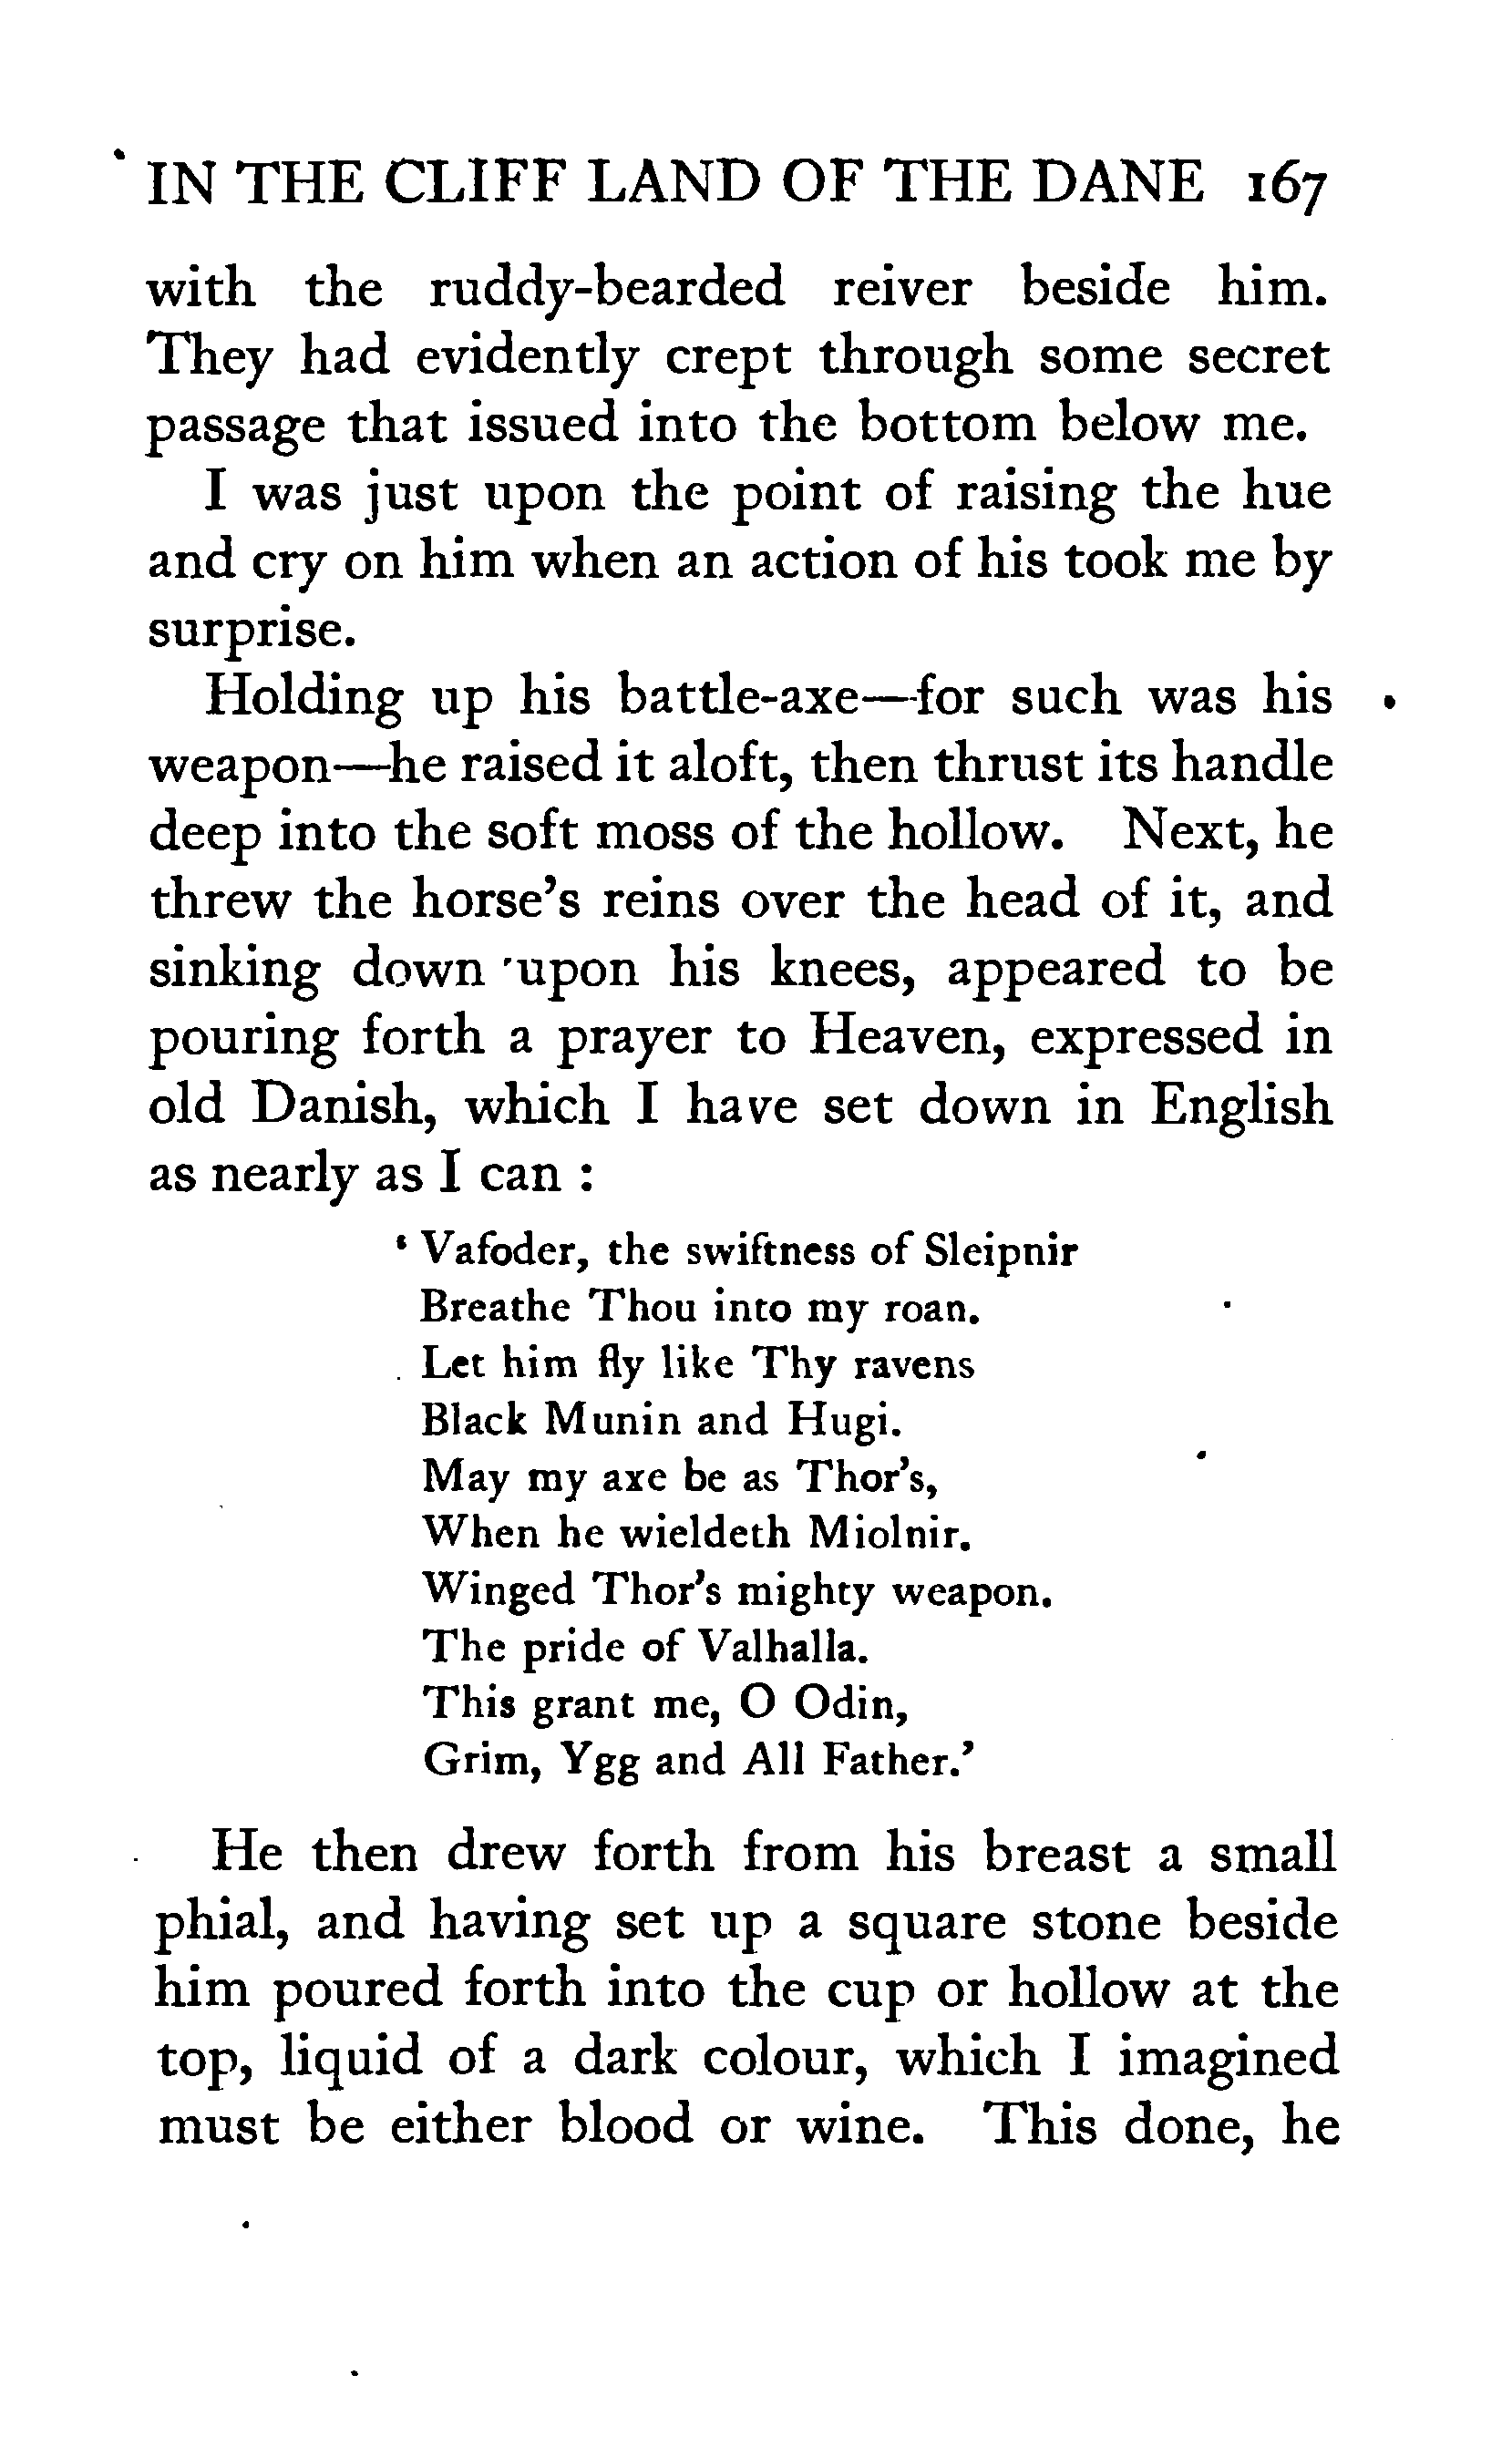 IN THE CLIFF LAND OF THE DANE 167
with the ruddy-bearded reiver beside him.
They had evidently crept through some secret
passage that issued into the bottom below me.
I was just upon the point of raising the hue
and cry on him when an action of his took me by
surprise.
Holding up his battle-axe—for such was his
weapon—he raised it aloft, then thrust its handle
deep into the soft moss of the hollow. Next, he
threw the horse's reins over the head of it, and
sinking down upon his knees, appeared to be
pouring forth a prayer to Heaven, expressed in
old Danish, which I have set down in English
as nearly as I can :
‘ Vafoder, the swiftness of Sleipnir
Breathe Thou into my roan.
Let him fly like Thy ravens
Black Munin and Hugi.
May my axe be as Thor's,
When he wieldeth Miolnir.
Winged Thor's mighty weapon.
The pride of Valhalla.
This grant me, O Odin,
Grim, Ygg and All Father.’
He then drew forth from his breast a small
phial, and having set up a square stone beside
him poured forth into the cup or hollow at the
top, liquid of a dark colour, which I imagined
must be either blood or wine. This done, he